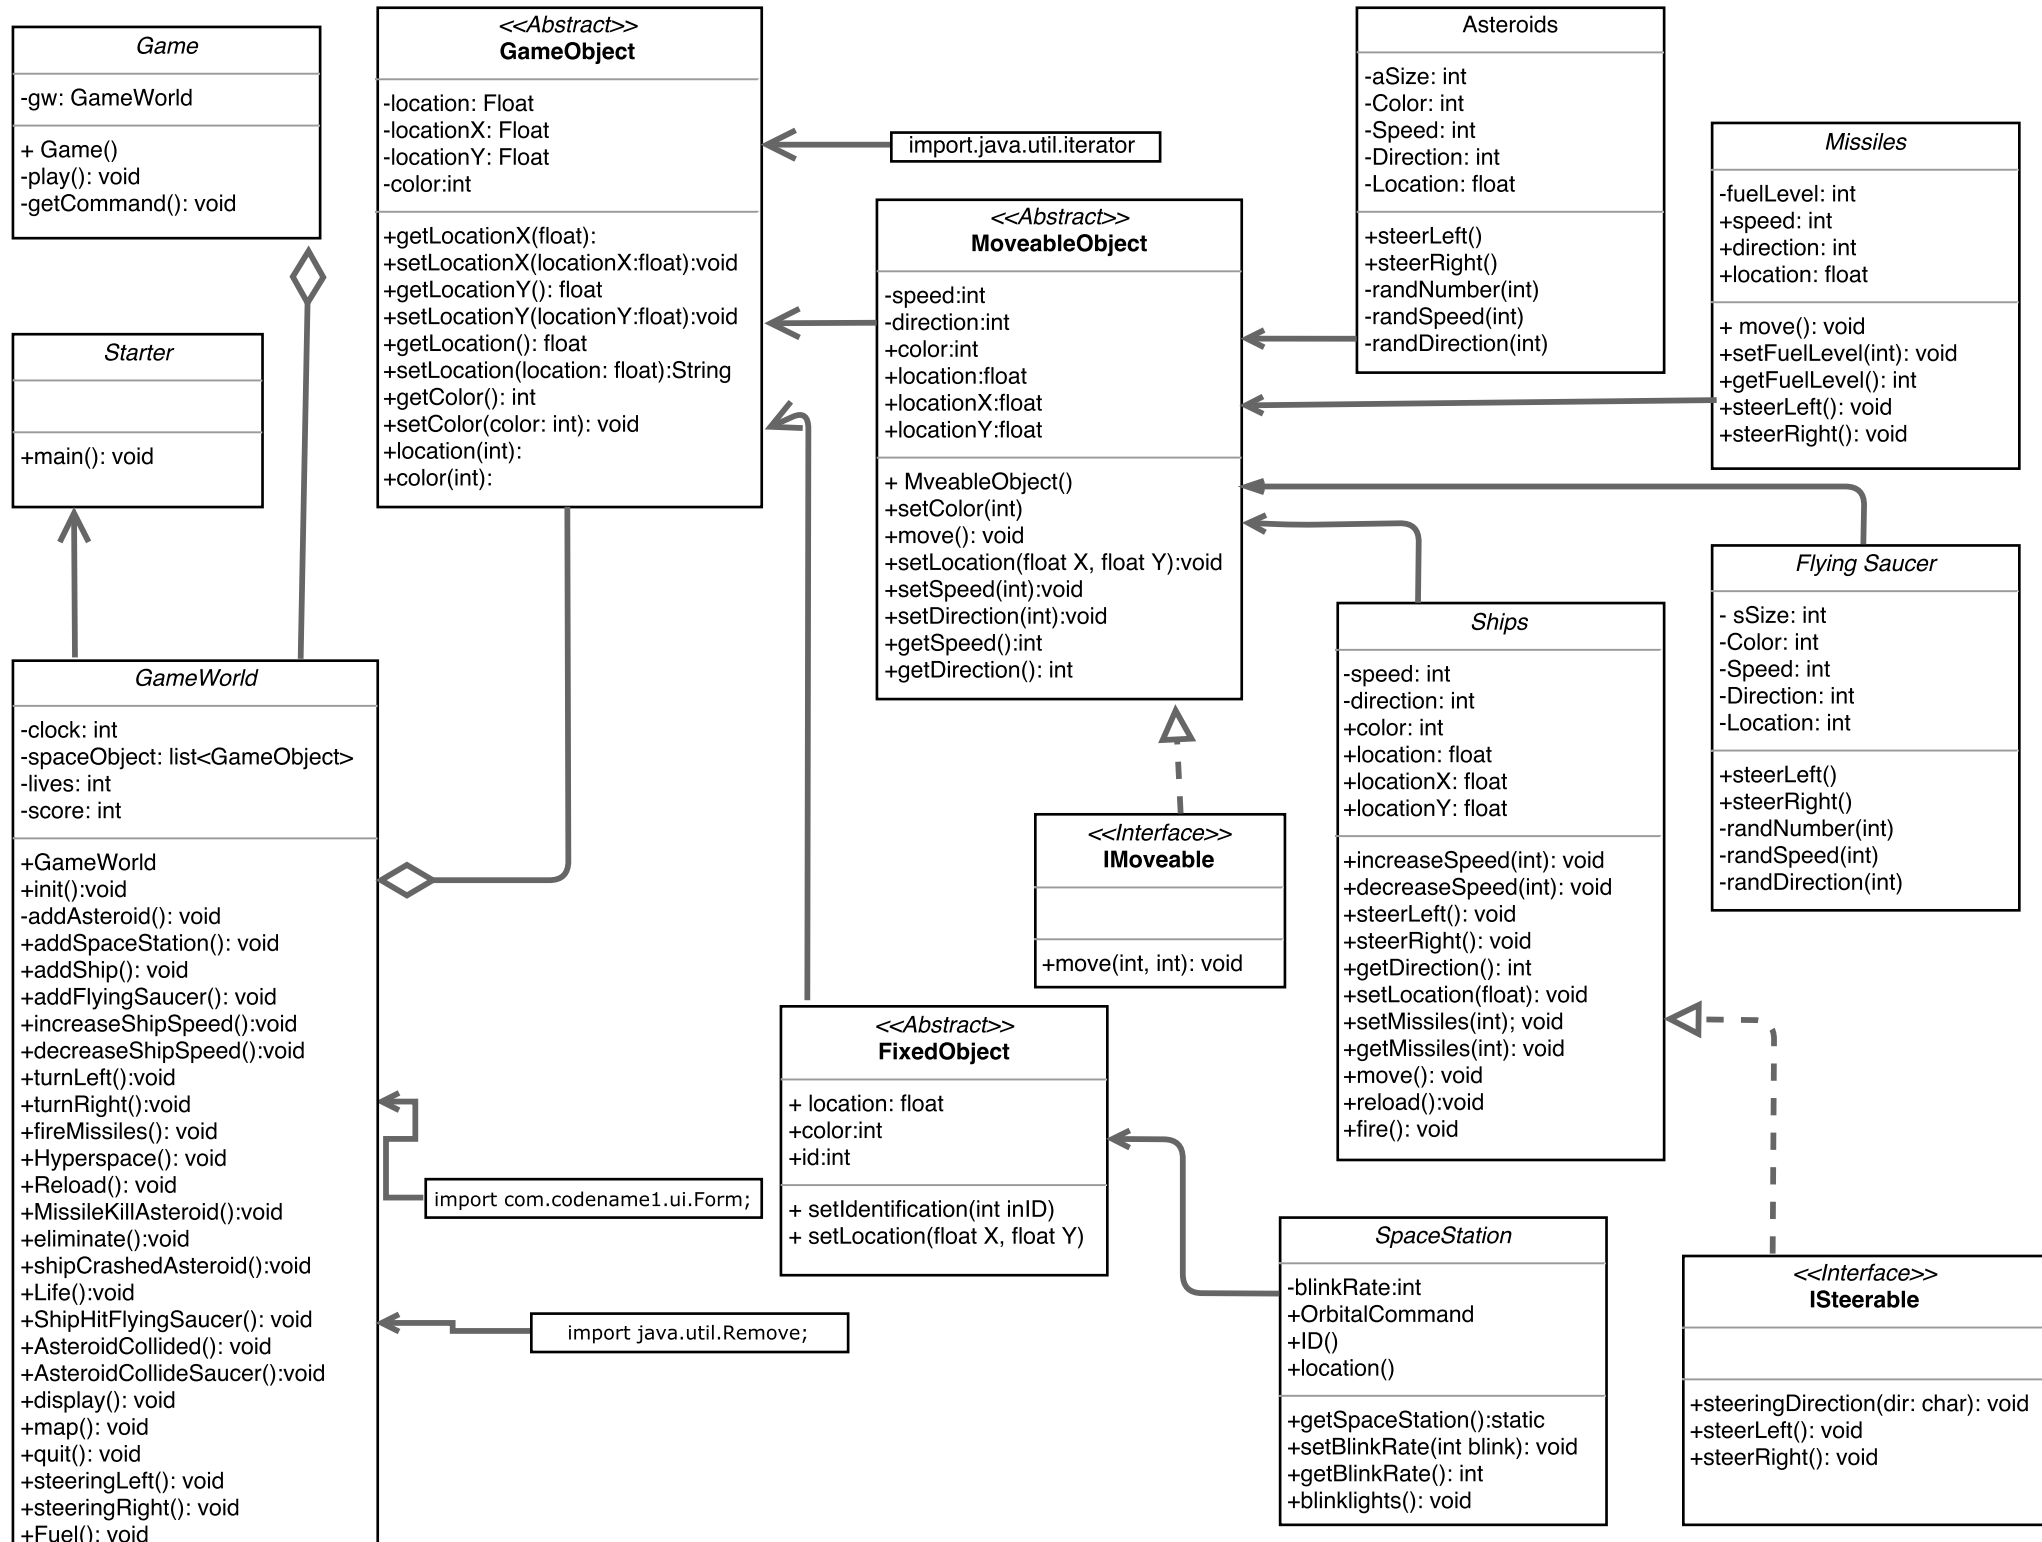 Game
-gw: GameWorld
+ Game()
-play(): void
-getCommand(): void
Starter
+main(): void
GameWorld
-clock: int
-spaceObject: list<GameObject>
-lives: int
-score: int
+GameWorld
+init():void
-addAsteroid(): void
+addSpaceStation(): void
+addShip(): void
+addFlyingSaucer(): void
+increaseShipSpeed():void
+decreaseShipSpeed():void
+turnLeft():void
+turnRight():void
+fireMissiles(): void
+Hyperspace(): void
+Reload(): void
+MissileKillAsteroid():void
+eliminate():void
+shipCrashedAsteroid():void
+Life():void
+ShipHitFlyingSaucer(): void
+AsteroidCollided(): void
+AsteroidCollideSaucer():void
+display(): void
+map(): void
+quit(): void
+steeringLeft(): void
+steeringRight(): void
+Fuel(): void
<<Abstract>>
GameObject
-location: Float
-locationX: Float
-locationY: Float
-color:int
+getLocationX(float):
+setLocationX(locationX:float):void
+getLocationY(): float
+setLocationY(locationY:float):void
+getLocation(): float
+setLocation(location: float):String
+getColor(): int
+setColor(color: int): void
+location(int):
+color(int):
import.java.util.iterator
<<Abstract>>
MoveableObject
-speed:int
-direction:int
+color:int
+location:float
+locationX:float
+locationY:float
+ MveableObject()
+setColor(int)
+move(): void
+setLocation(float X, float Y):void
+setSpeed(int):void
+setDirection(int):void
+getSpeed():int
+getDirection(): int
<<Interface>>
IMoveable
+move(int, int): void
<<Abstract>>
FixedObject
+ location: float
+color:int
+id:int
+ setIdentification(int inID)
+ setLocation(float X, float Y)
import com.codename1.ui.Form;
import java.util.Remove;
Asteroids
-aSize: int
-Color: int
-Speed: int
-Direction: int
-Location: float
+steerLeft()
+steerRight()
-randNumber(int)
-randSpeed(int)
-randDirection(int)
Missiles
-fuelLevel: int
+speed: int
+direction: int
+location: float
+ move(): void
+setFuelLevel(int): void
+getFuelLevel(): int
+steerLeft(): void
+steerRight(): void
Ships
-speed: int
-direction: int
+color: int
+location: float
+locationX: float
+locationY: float
+increaseSpeed(int): void
+decreaseSpeed(int): void
+steerLeft(): void
+steerRight(): void
+getDirection(): int
+setLocation(float): void
+setMissiles(int); void
+getMissiles(int): void
+move(): void
+reload():void
+fire(): void
Flying Saucer
- sSize: int
-Color: int
-Speed: int
-Direction: int
-Location: int
+steerLeft()
+steerRight()
-randNumber(int)
-randSpeed(int)
-randDirection(int)
SpaceStation
-blinkRate:int
+OrbitalCommand
+ID()
+location()
+getSpaceStation():static
+setBlinkRate(int blink): void
+getBlinkRate(): int
+blinklights(): void
<<Interface>>
ISteerable
+steeringDirection(dir: char): void
+steerLeft(): void
+steerRight(): void